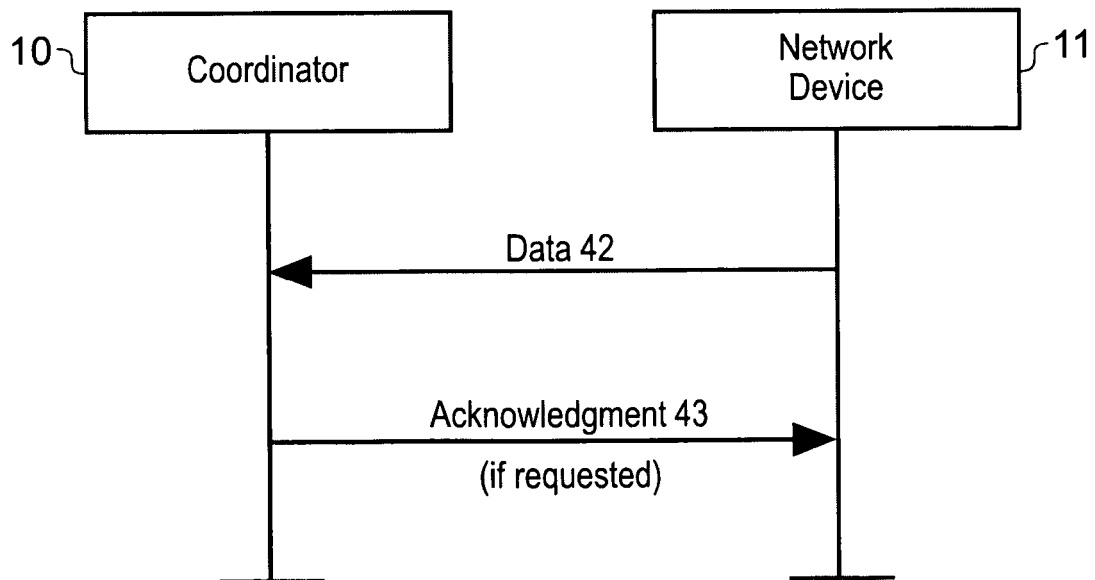 10
Coordinator
Network
Device
11
Data 42
Acknowledgment 43
(if requested)